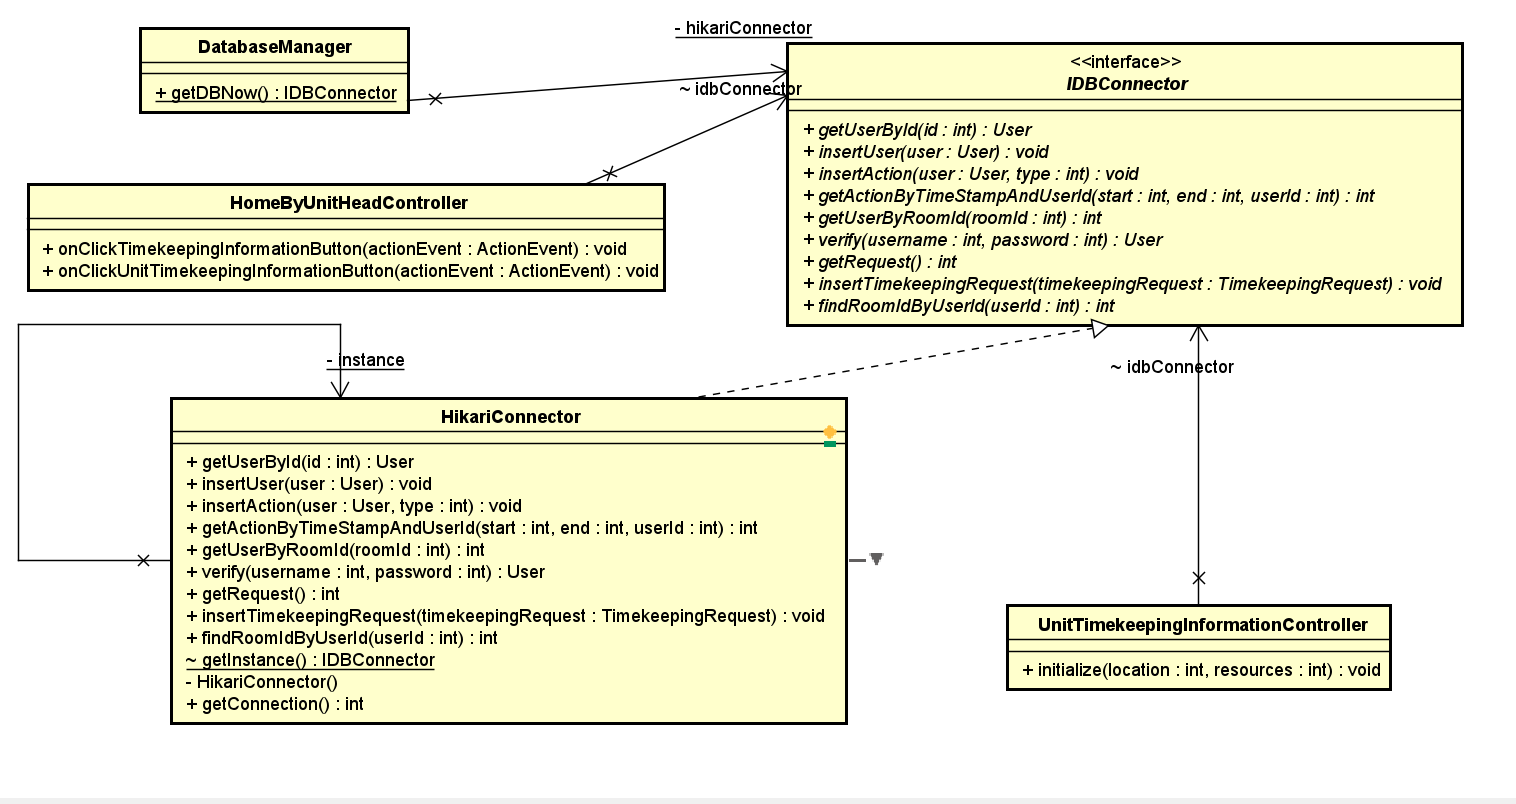 DatabaseManager
+ getDBNow() : IDBConnector
- hikariConnector
~ idbConnector
<<interface>>
IDBConnector
+ getUserById(id : int) : User
+ insertUser(user : User) : void
+ insertAction(user : User, type : int) : void
+ getActionByTimeStampAndUserId(start : int, end : int, userId : int) : int
+ getUserByRoomId(roomId : int) : int
+ verify(username : int, password : int) : User
+ getRequest() : int
+ insertTimekeepingRequest(timekeepingRequest : TimekeepingRequest) : void
+ findRoomIdByUserId(userId : int) : int
HomeByUnitHeadController
+ onClickTimekeepingInformationButton(actionEvent : ActionEvent) : void
+ onClickUnitTimekeepingInformationButton(actionEvent : ActionEvent) : void
- instance
~ idbConnector
HikariConnector
+ getUserById(id : int) : User
+ insertUser(user : User) : void
+ insertAction(user : User, type : int) : void
+ getActionByTimeStampAndUserId(start : int, end : int, userId : int) : int
+ getUserByRoomId(roomId : int) : int
+ verify(username : int, password : int) : User
+ getRequest() : int
+ insertTimekeepingRequest(timekeepingRequest : TimekeepingRequest) : void
+ findRoomIdByUserId(userId : int) : int
~ getInstance() : IDBConnector
- HikariConnector()
+ getConnection() : int
UnitTimekeepingInformationController
+ initialize(location : int, resources : int) : void